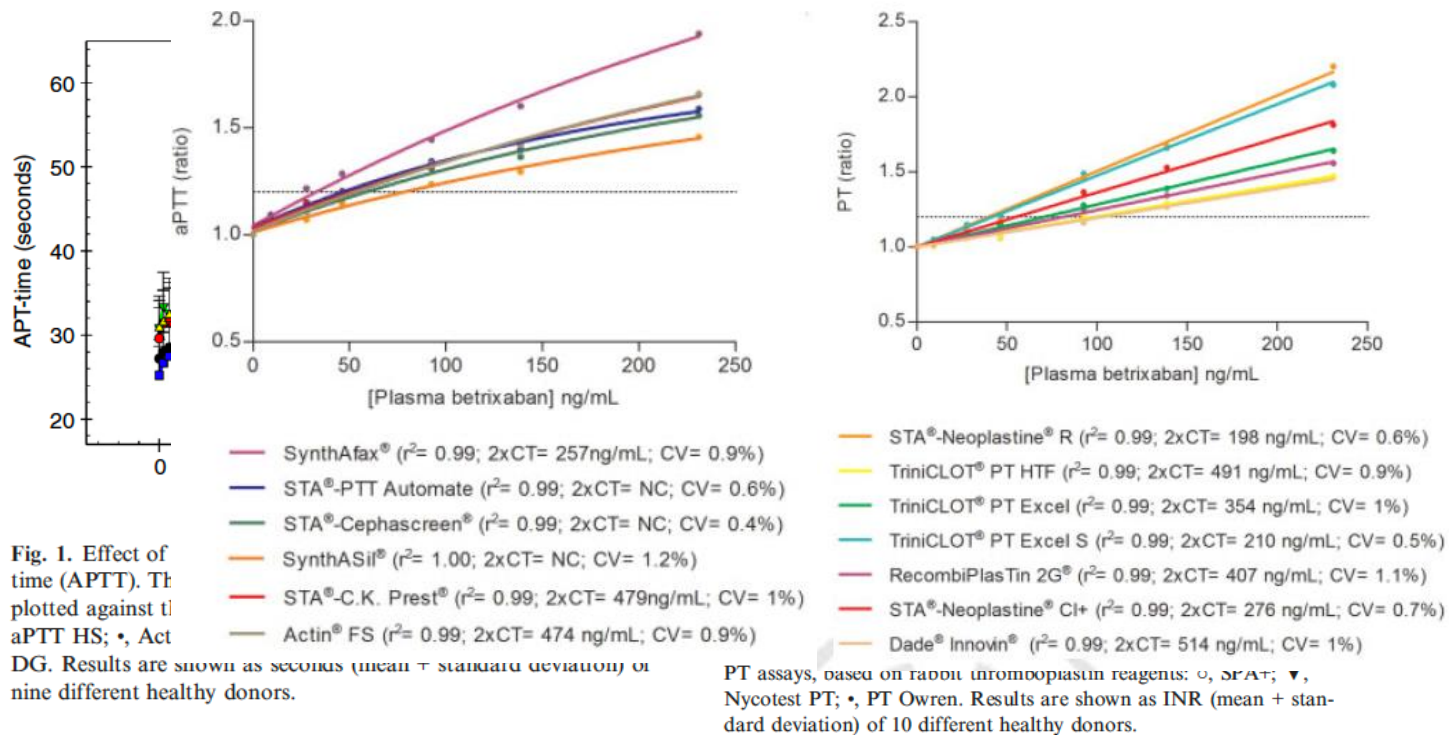 2.0
1.5
1.0
0.5
aPTT (ratio)
0
50
100
150
200
250
[Plasma betrixaban] ng/mL
SynthAfax® (r²= 0.99; 2xCT= 257ng/mL; CV= 0.9%)
STA®-PTT Automate (r²= 0.99; 2xCT= NC; CV= 0.6%)
STA®-Cephascreen® (r²= 0.99; 2xCT= NC; CV= 0.4%)
SynthASil® (r²= 1.00; 2xCT= NC; CV= 1.2%)
STA®-C.K. Prest® (r²= 0.99; 2xCT= 479ng/mL; CV= 1%)
Actin® FS (r²= 0.99; 2xCT= 474 ng/mL; CV= 0.9%)
2.5
2.0
1.5
1.0
0.5
PT (ratio)
0
50
100
150
200
250
[Plasma betrixaban] ng/mL
STA®-Neoplastine® R (r²= 0.99; 2xCT= 198 ng/mL; CV= 0.6%)
TriniCLOT® PT HTF (r²= 0.99; 2xCT= 491 ng/mL; CV= 0.9%)
TriniCLOT® PT Excel (r²= 0.99; 2xCT= 354 ng/mL; CV= 1%)
TriniCLOT® PT Excel S (r²= 0.99; 2xCT= 210 ng/mL; CV= 0.5%)
RecombiPlasTin 2G® (r²= 0.99; 2xCT= 407 ng/mL; CV= 1.1%)
STA®-Neoplastine® CI+ (r²= 0.99; 2xCT= 276 ng/mL; CV= 0.7%)
Dade® Innovin® (r²= 0.99; 2xCT= 514 ng/mL; CV= 1%)
60
50
40
30
20
APT-time (seconds)
0
Fig. 1. Effect of
time (APTT). Th
plotted against th
aPTT HS; •, Act
DG. Results are shown as seconds (mean + standard deviation) of
nine different healthy donors.
PT assays, based on rabbit thromboplastin reagents: ○, SPA+; ▼,
Nycotest PT; •, PT Owren. Results are shown as INR (mean + stan-
dard deviation) of 10 different healthy donors.